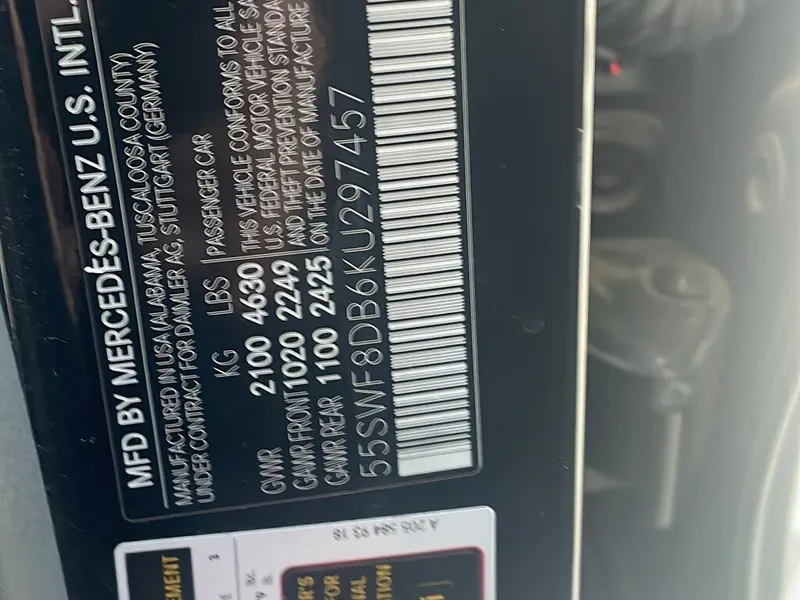 MFD BY MERCEDES-BENZ U.S. INTL.
MANUFACTURED IN USA (ALABAMA, TUSCALOOSA COUNTY)
UNDER CONTRACT FOR DAIMLER AG, STUTTGART (GERMANY)
KG LBS PASSENGER CAR
GVWR 2100 4630 THIS VEHICLE CONFORMS TO ALL
GAWR FRONT 1020 2249 U.S. FEDERAL MOTOR VEHICLE
GAWR REAR 1100 2425 AND THEFT PREVENTION
ON THE DATE OF MANUFACTURE
55SWF8DB6KU297457
A 205 584 93 18
3
FOR